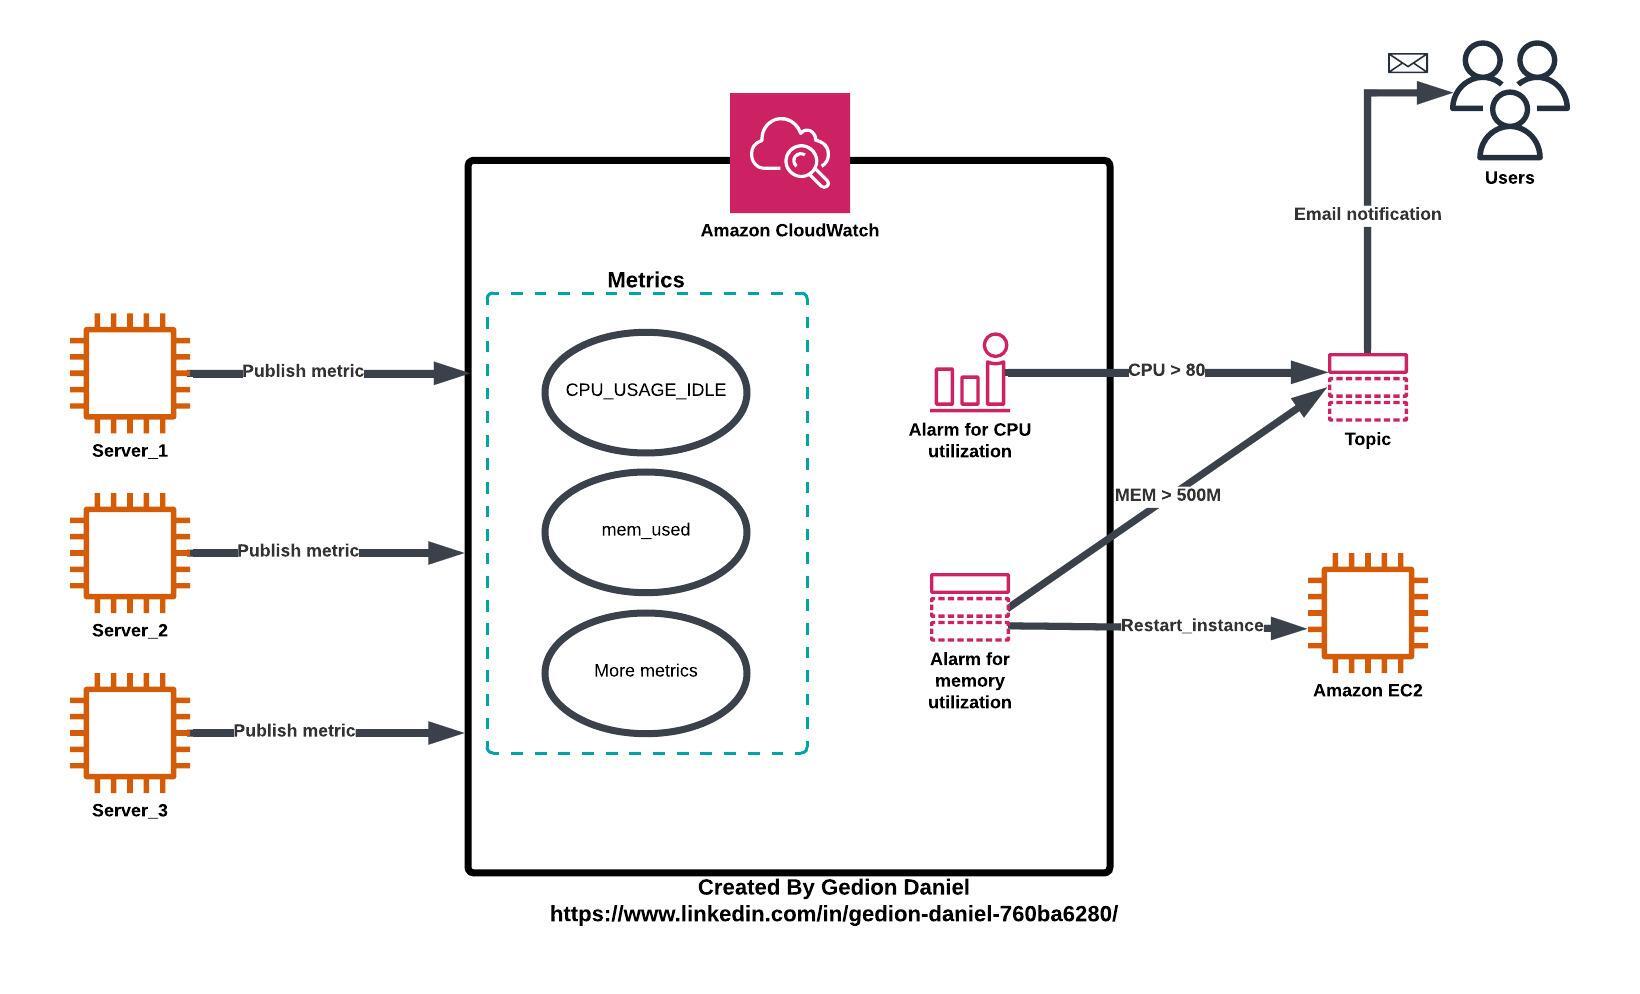 Users
Email notification
Amazon CloudWatch
Metrics
Publish metric
Server_1
CPU_USAGE_IDLE
Alarm for CPU
utilization
CPU > 80
Topic
Publish metric
Server_2
mem_used
MEM > 500M
Publish metric
Server_3
More metrics
Alarm for
memory
utilization
Restart_instance
Amazon EC2
Created By Gedion Daniel
https://www.linkedin.com/in/gedion-daniel-760ba6280/